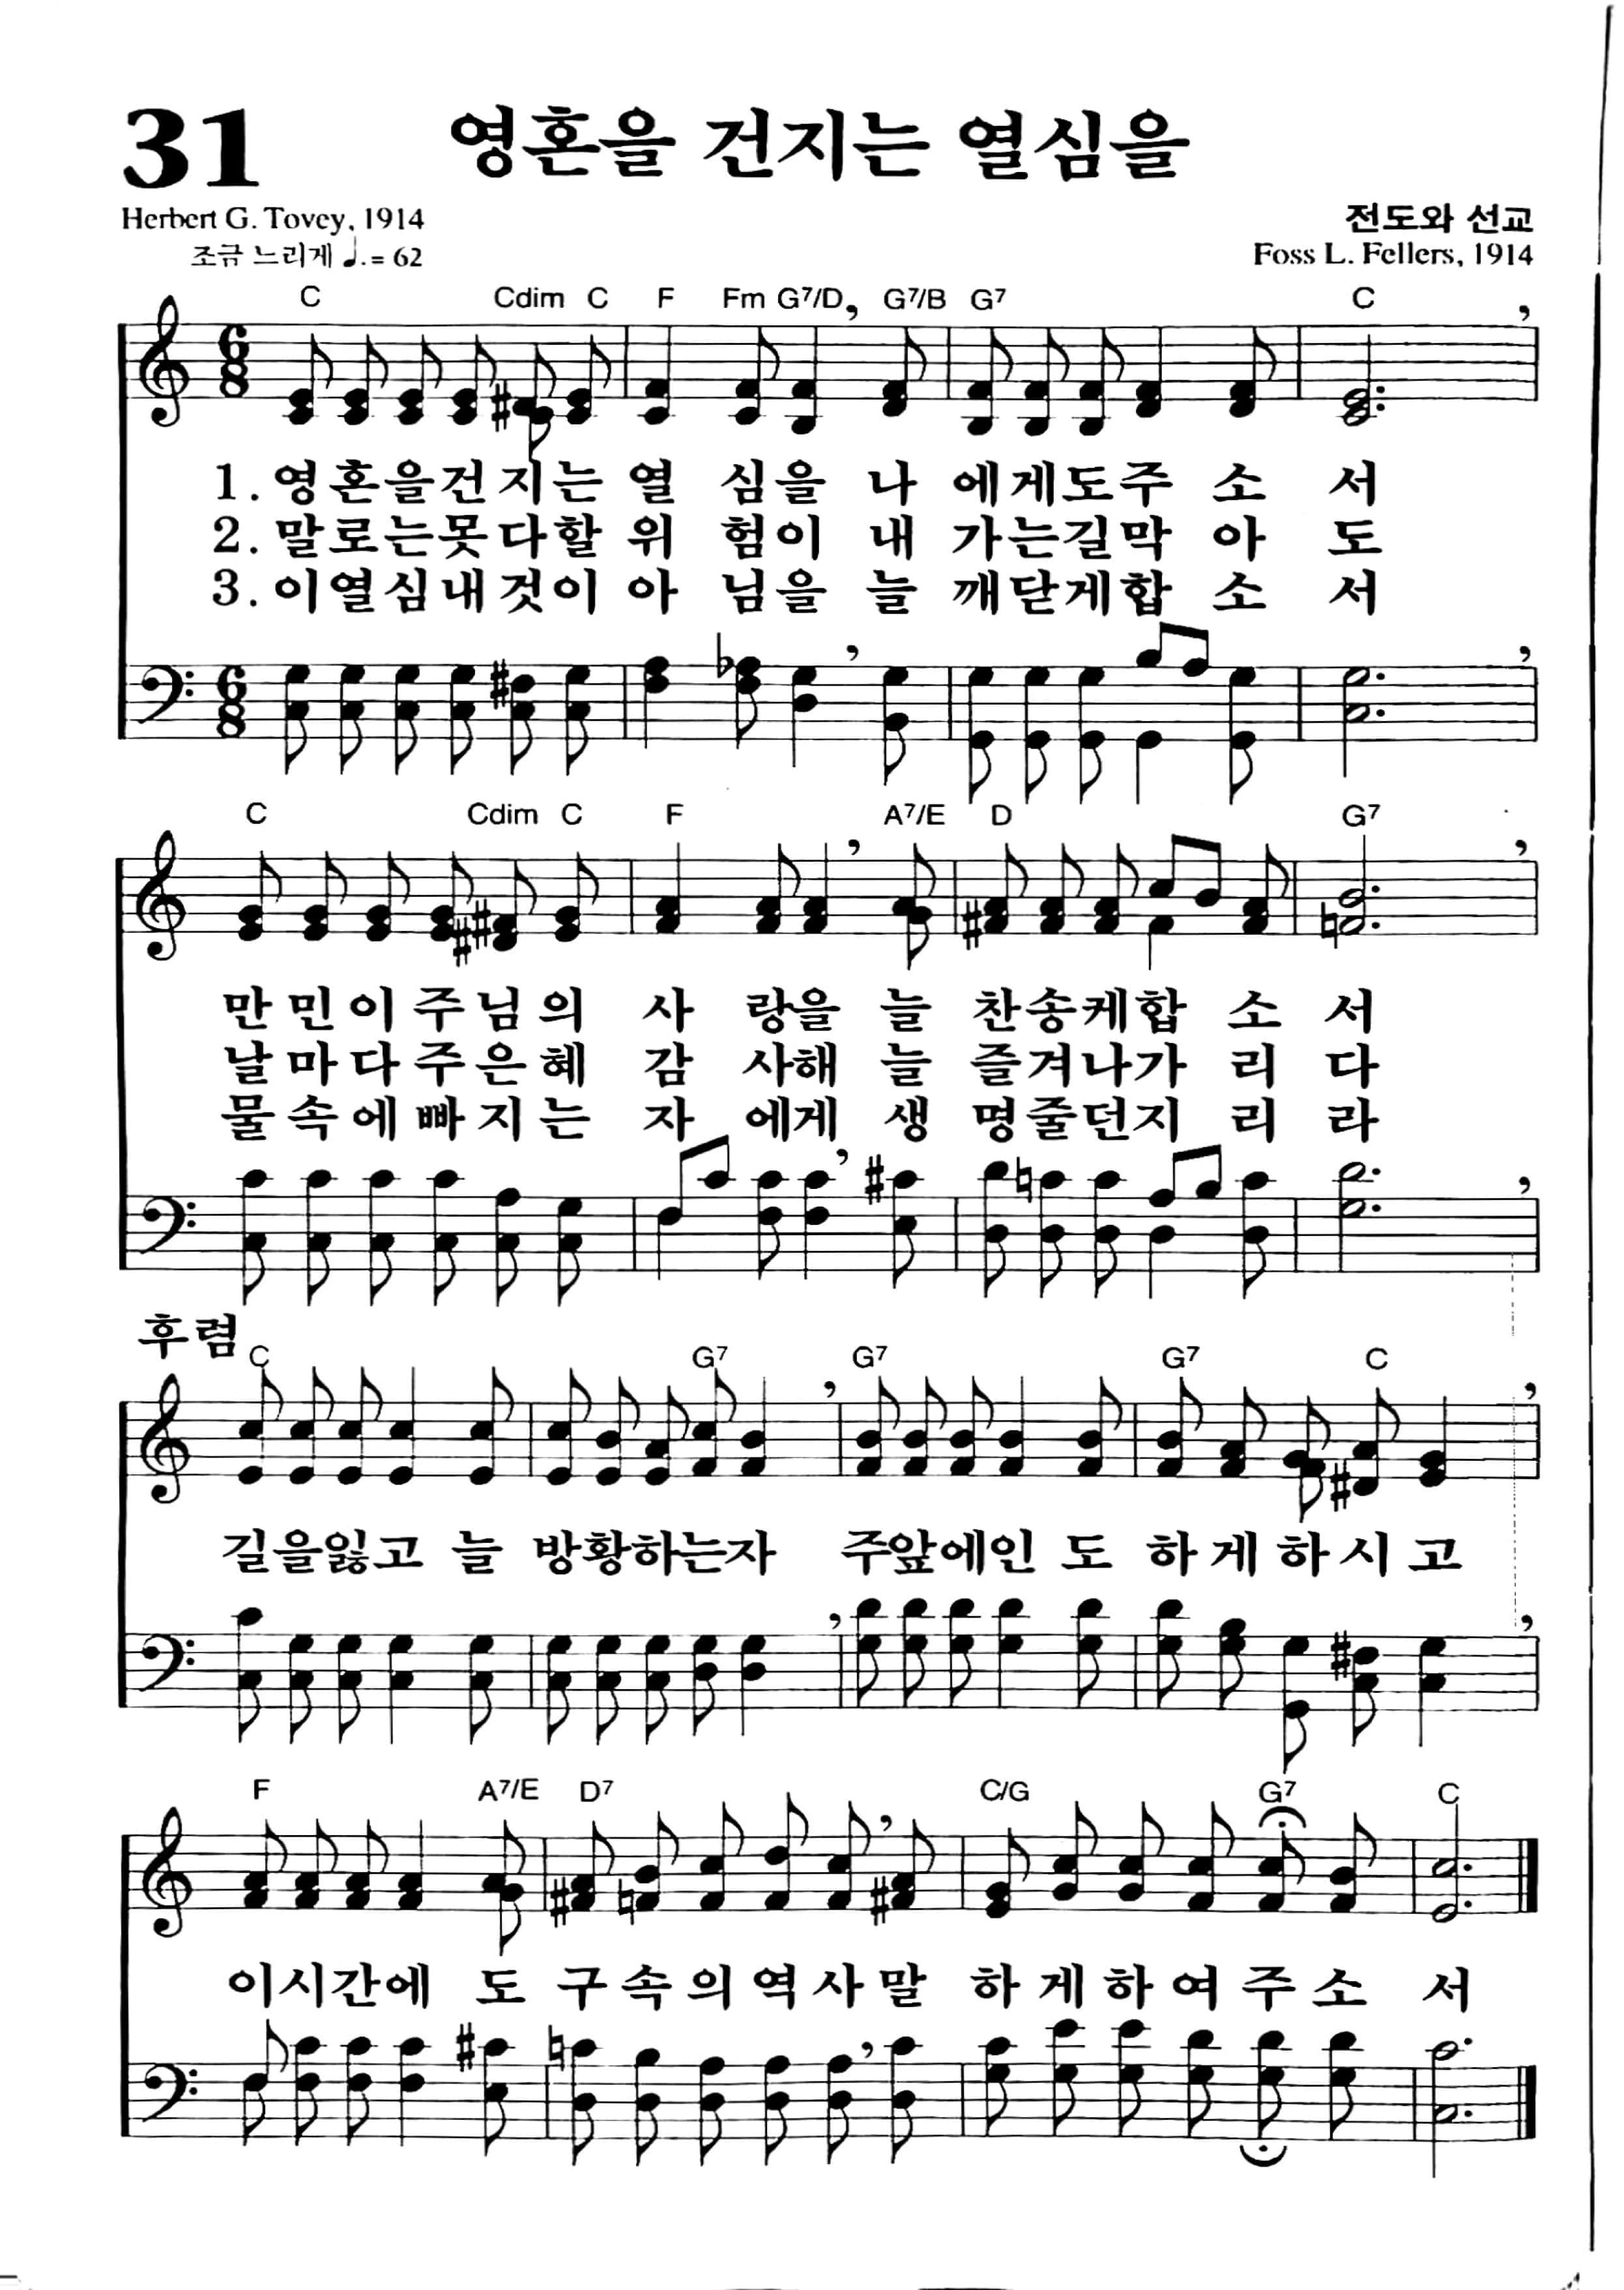 31 영혼을 건지는 열심을
Herbert G. Tovey, 1914 전도와 선교
조금 느리게 ♩. = 62 Foss L. Fellers, 1914
C Cdim C F Fm G7/D G7/B G7 C
6/8
1. 영혼을건지는 열 심을 나 에게도주 소 서
2. 말로는못다할 위 험이 내 가는길막 아 도
3. 이열심내것이 아 님을 늘 깨닫게합 소 서
6/8
C Cdim C F A7/E D G7
만민이주님의 사 랑을 늘 찬송케합 소 서
날마다주은혜 감 사해 늘 즐겨나가 리 다
물속에빠지는 자 에게 생 명줄던지 리 라
후렴
C G7 G7 G7 C
길을잃고 늘 방황하는자 주앞에인 도 하게하시고
F A7/E D7 C/G G7 C
이시간에 도 구속의역사말 하게하여주소 서